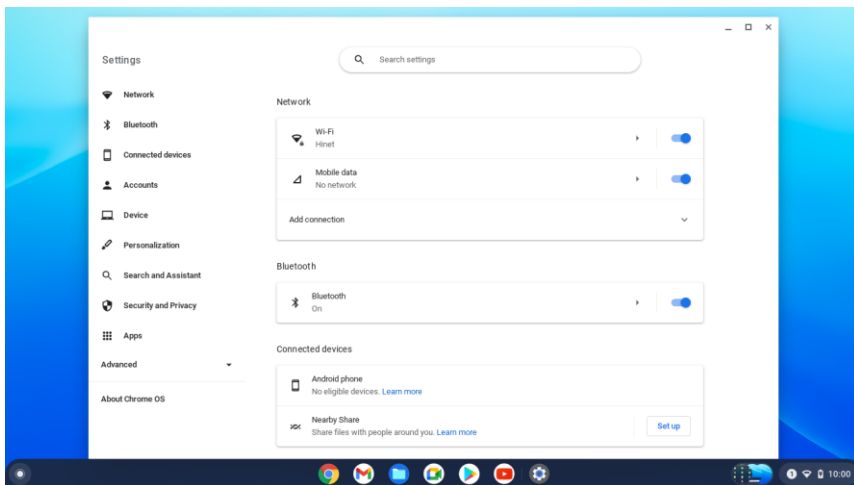 Settings
Search settings
Network
Bluetooth
Connected devices
Accounts
Device
Personalization
Search and Assistant
Security and Privacy
Apps
Advanced
About Chrome OS
Network
Wi-Fi
Hinet
Mobile data
No network
Add connection
Bluetooth
Bluetooth
On
Connected devices
Android phone
No eligible devices. Learn more
Nearby Share
Share files with people around you. Learn more
Set up
1
10:00